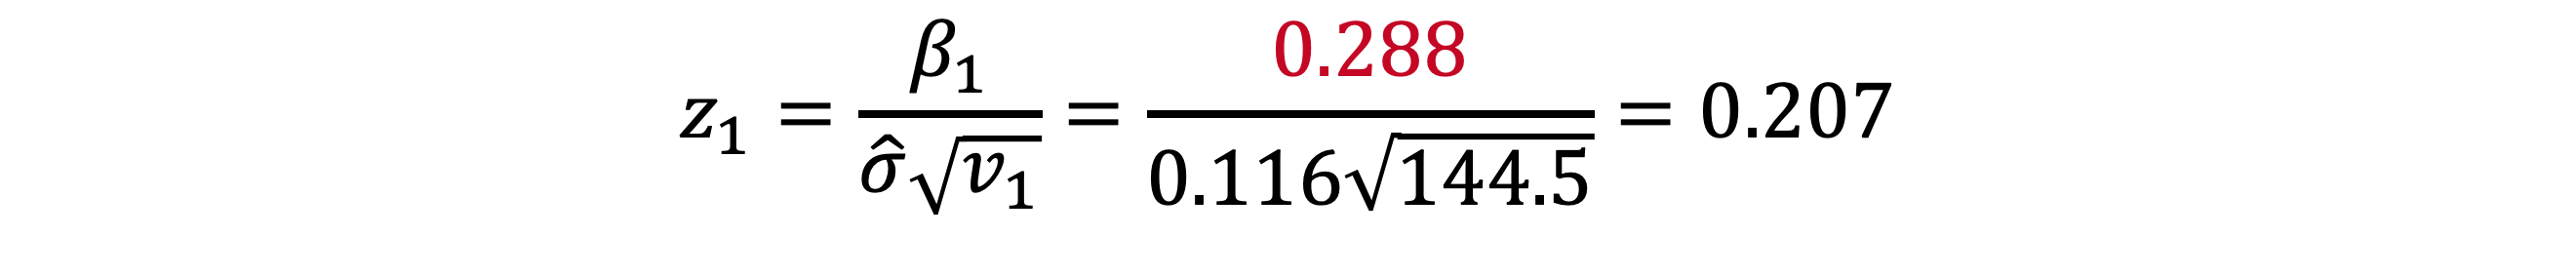 z₁ = β₁ / (σ̂√v₁) = 0.288 / (0.116√144.5) = 0.207